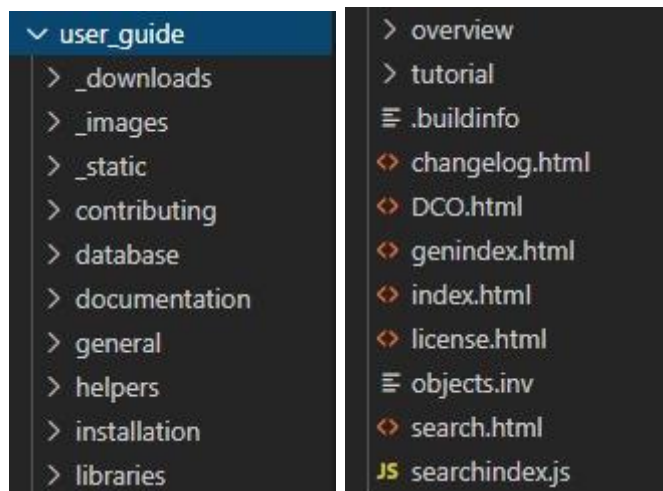 user_guide
_downloads
_images
_static
contributing
database
documentation
general
helpers
installation
libraries
overview
tutorial
.buildinfo
changelog.html
DCO.html
genindex.html
index.html
license.html
objects.inv
search.html
JS searchindex.js